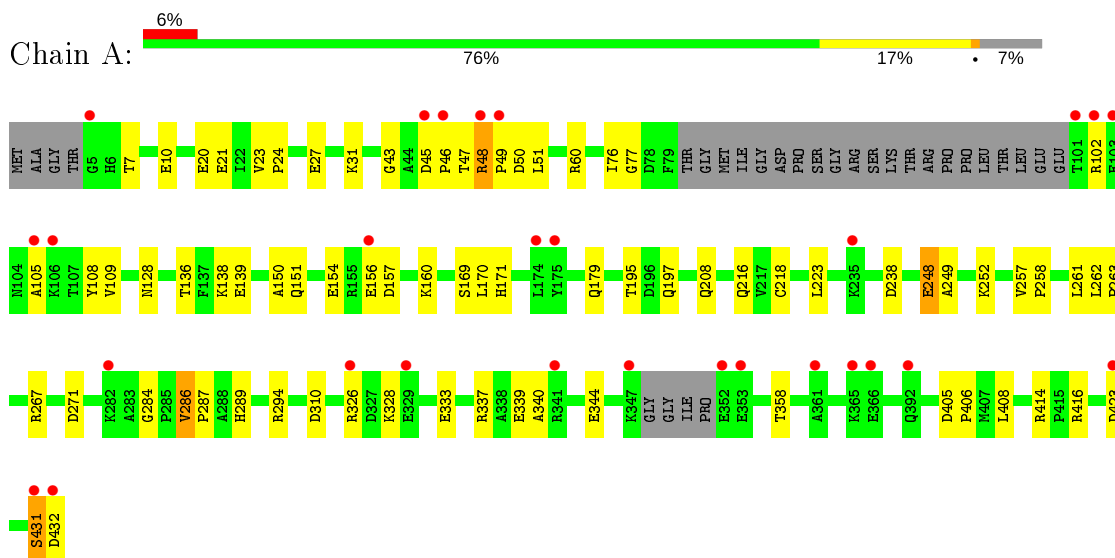 6%
Chain A:
76% 17% • 7%
MET ALA GLY THR G5 H6 T7 E10 E20 E21 I22 V23 P24 E27 K31 G43 A44 D45 P46 T47 R48 P49 D50 L51 R60 I76 G77 D78 F79 THR GLY MET ILE GLY ASP PRO SER GLY ARG SER LYS THR ARG PRO PRO LEU THR LEU GLU GLU T101 R102 E103
N104 A105 K106 T107 Y108 V109 N128 T136 F137 K138 E139 A150 Q151 E154 R155 E156 D157 K160 S169 L170 H171 L174 Y175 Q179 T195 D196 Q197 Q208 Q216 V217 C218 L223 K235 D238 E248 A249 K252 V257 P258 L261 L262 P263
R267 D271 K282 A283 G284 P285 V286 P287 A288 H289 R294 D310 R326 D327 K328 E329 E333 R337 A338 E339 A340 R341 E344 K347 GLY GLY ILE PRO E352 E353 T358 A361 K365 E366 Q392 D405 P406 M407 L408 R414 P415 R416
S431 D432